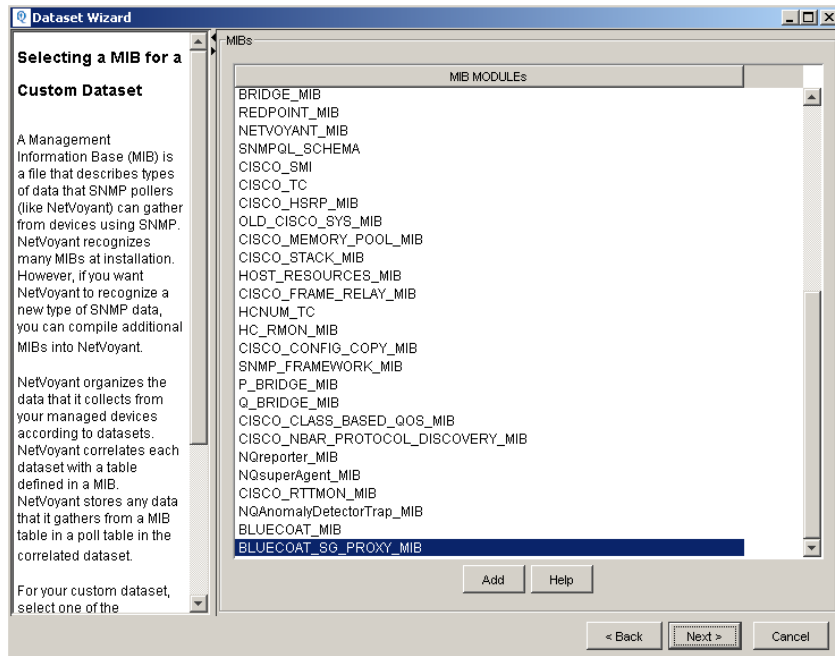 Dataset Wizard
Selecting a MIB for a
Custom Dataset
A Management
Information Base (MIB) is
a file that describes types
of data that SNMP pollers
(like NetVoyant) can gather
from devices using SNMP.
NetVoyant recognizes
many MIBs at installation.
However, if you want
NetVoyant to recognize a
new type of SNMP data,
you can compile additional
MIBs into NetVoyant.
NetVoyant organizes the
data that it collects from
your managed devices
according to datasets.
NetVoyant correlates each
dataset with a table
defined in a MIB.
NetVoyant stores any data
that it gathers from a MIB
table in a poll table in the
correlated dataset.
For your custom dataset,
select one of the
MIBs
MIB MODULEs
BRIDGE_MIB
REDPOINT_MIB
NETVOYANT_MIB
SNMPQL_SCHEMA
CISCO_SMI
CISCO_TC
CISCO_HSRP_MIB
OLD_CISCO_SYS_MIB
CISCO_MEMORY_POOL_MIB
CISCO_STACK_MIB
HOST_RESOURCES_MIB
CISCO_FRAME_RELAY_MIB
HCNUM_TC
HC_RMON_MIB
CISCO_CONFIG_COPY_MIB
SNMP_FRAMEWORK_MIB
P_BRIDGE_MIB
Q_BRIDGE_MIB
CISCO_CLASS_BASED_QOS_MIB
CISCO_NBAR_PROTOCOL_DISCOVERY_MIB
NQreporter_MIB
NQsuperAgent_MIB
CISCO_RTTMON_MIB
NQAnomalyDetectorTrap_MIB
BLUECOAT_MIB
BLUECOAT_SG_PROXY_MIB
Add Help
< Back Next > Cancel